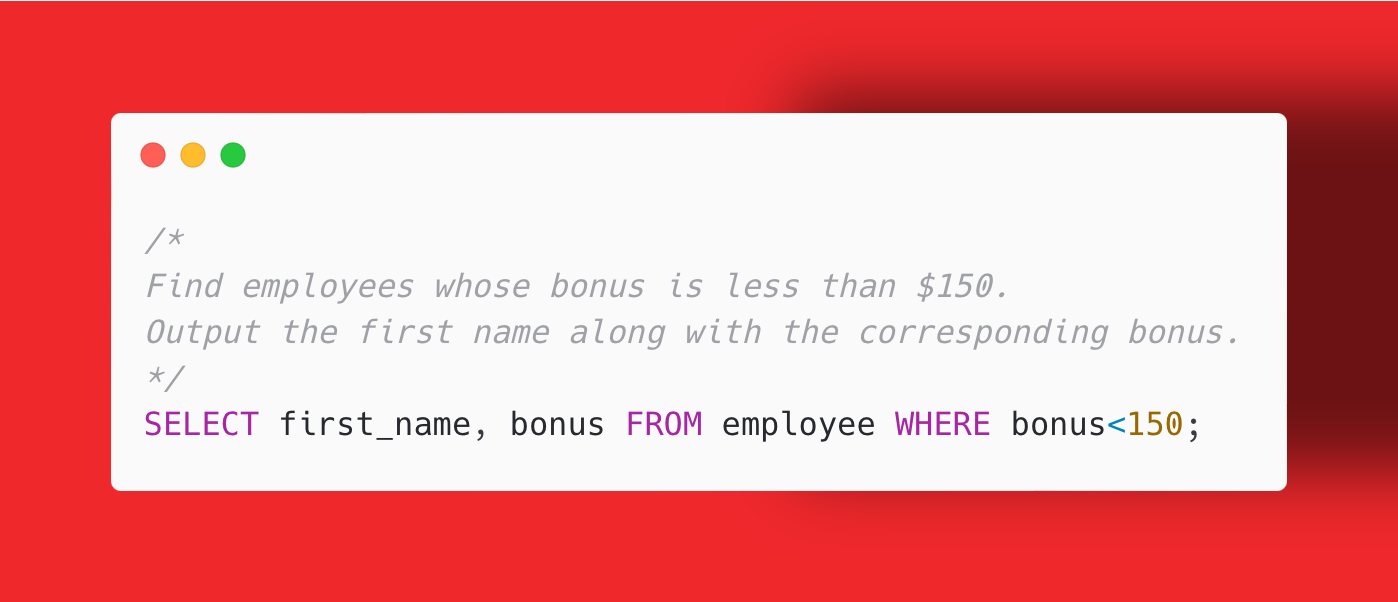 /*
Find employees whose bonus is less than $150.
Output the first name along with the corresponding bonus.
*/
SELECT first_name, bonus FROM employee WHERE bonus<150;